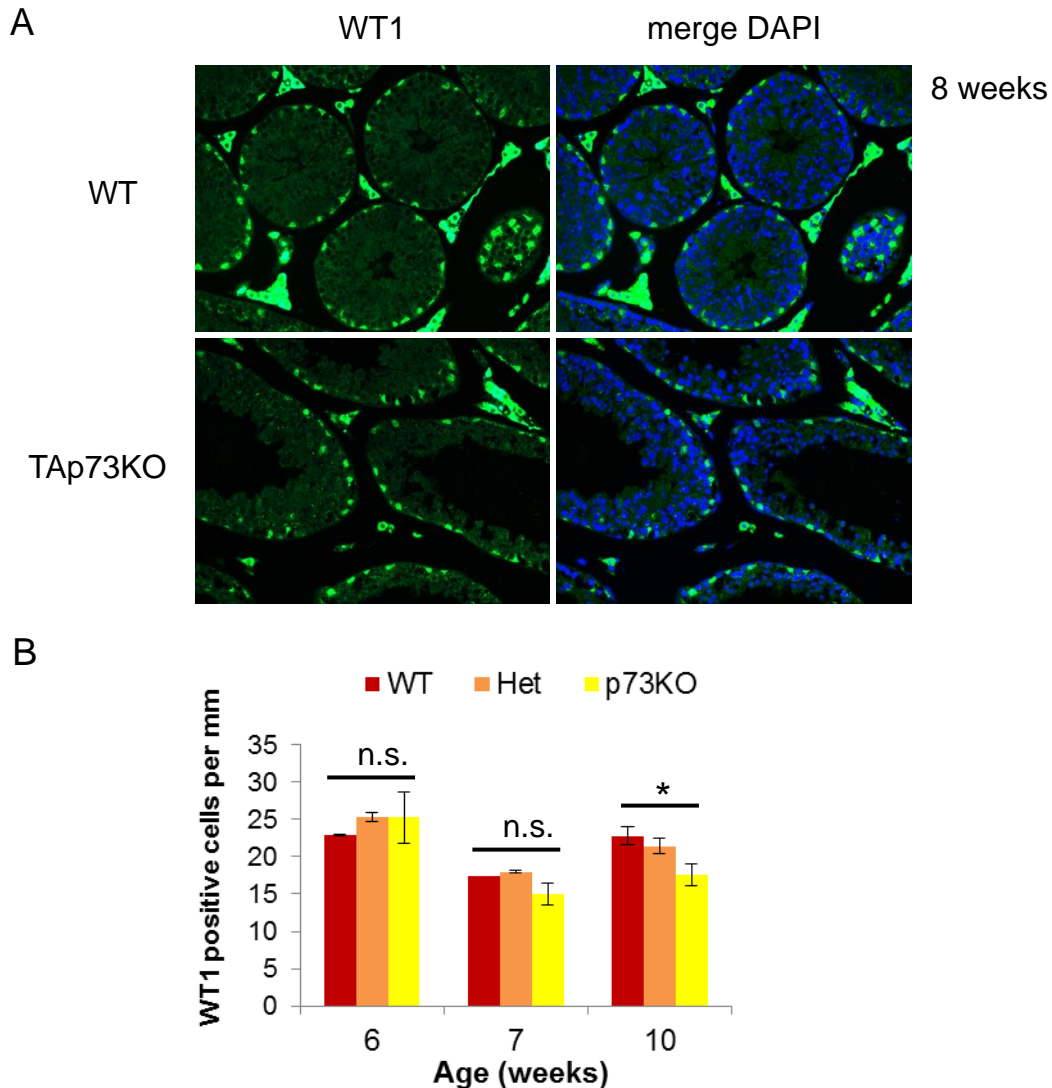 A
WT1 merge DAPI
8 weeks
WT
TAp73KO
B
WT Het p73KO
WT1 positive cells per mm
35
30
25
20
15
10
5
0
n.s.
n.s.
*
6 7 10
Age (weeks)